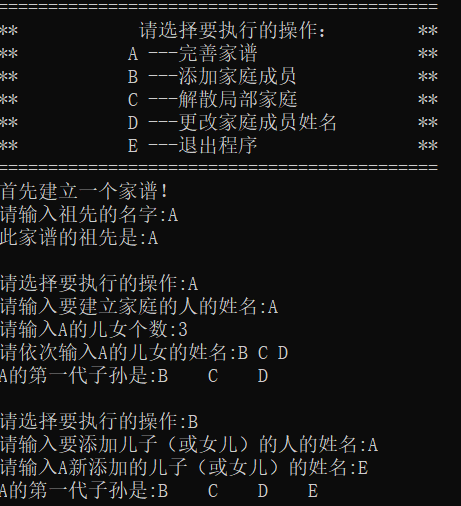 ============================================
** 请选择要执行的操作： **
** A ---完善家谱 **
** B ---添加家庭成员 **
** C ---解散局部家庭 **
** D ---更改家庭成员姓名 **
** E ---退出程序 **
============================================
首先建立一个家谱!
请输入祖先的名字:A
此家谱的祖先是:A
请选择要执行的操作:A
请输入要建立家庭的人的姓名:A
请输入A的儿女个数:3
请依次输入A的儿女的姓名:B C D
A的第一代子孙是:B C D
请选择要执行的操作:B
请输入要添加儿子（或女儿）的人的姓名:A
请输入A新添加的儿子（或女儿）的姓名:E
A的第一代子孙是:B C D E